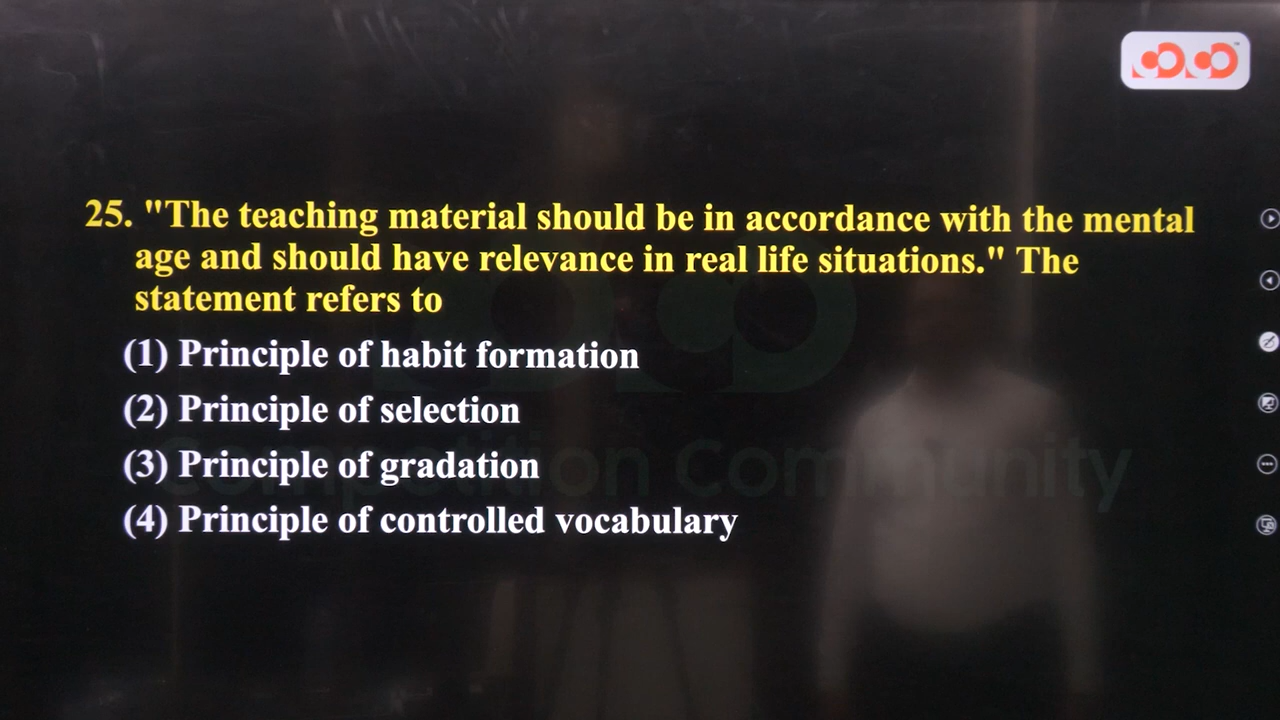 25. "The teaching material should be in accordance with the mental
age and should have relevance in real life situations." The
statement refers to
(1) Principle of habit formation
(2) Principle of selection
(3) Principle of gradation
Competition Community
(4) Principle of controlled vocabulary